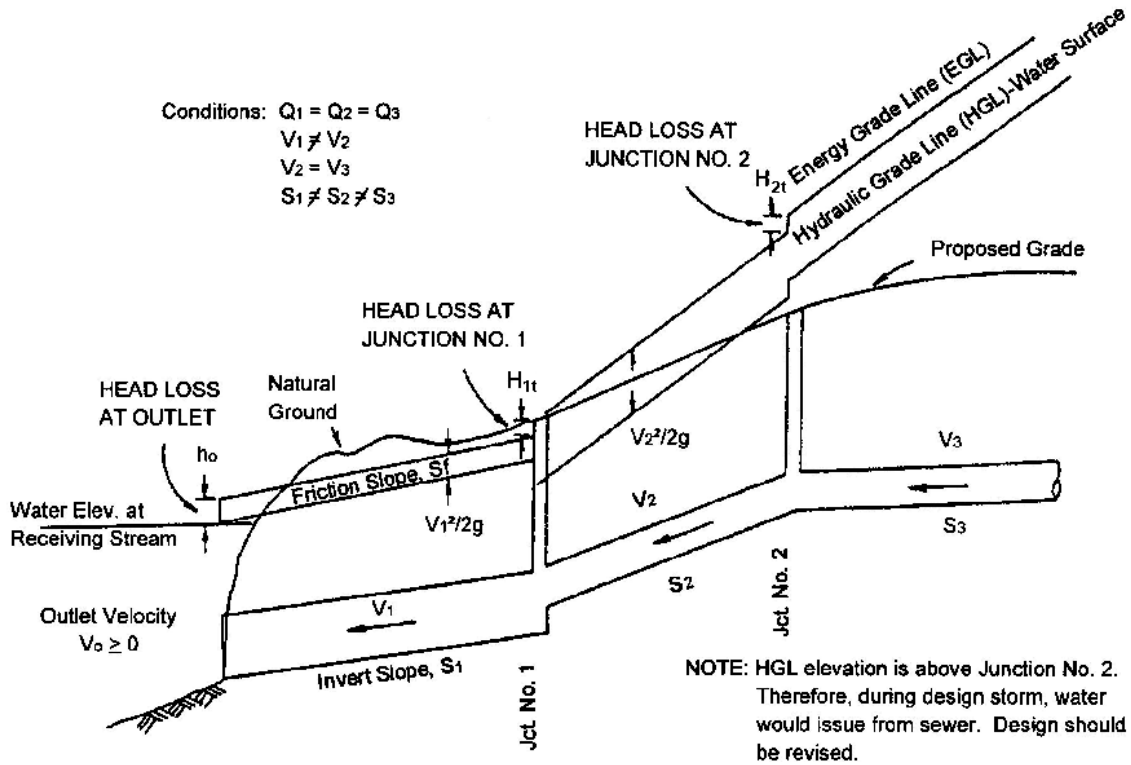 Conditions: Q1 = Q2 = Q3
V1 ≠ V2
V2 = V3
S1 ≠ S2 ≠ S3
HEAD LOSS AT
JUNCTION NO. 2
H2t
Energy Grade Line (EGL)
Hydraulic Grade Line (HGL)-Water Surface
Proposed Grade
HEAD LOSS AT
JUNCTION NO. 1
H1t
HEAD LOSS
AT OUTLET
Natural
Ground
ho
Friction Slope, Sf
V1²/2g
V2²/2g
Water Elev. at
Receiving Stream
V3
V2
S3
S2
Outlet Velocity
Vo ≥ 0
V1
Invert Slope, S1
Jct. No. 1
Jct. No. 2
NOTE: HGL elevation is above Junction No. 2.
Therefore, during design storm, water
would issue from sewer. Design should
be revised.